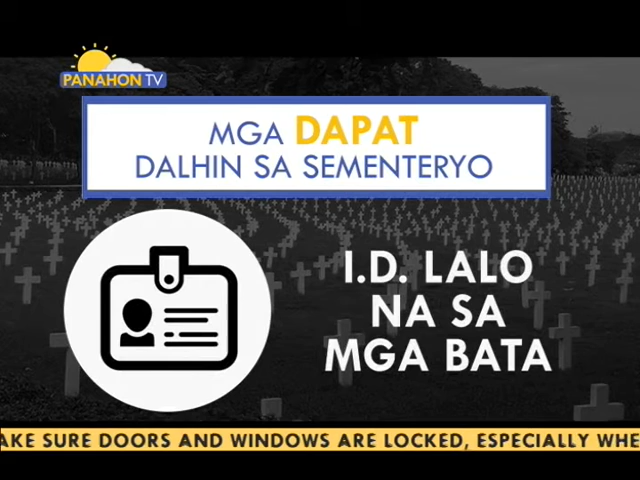 PANAHON TV
MGA DAPAT
DALHIN SA SEMENTERYO
I.D. LALO
NA SA
MGA BATA
AKE SURE DOORS AND WINDOWS ARE LOCKED, ESPECIALLY WHE